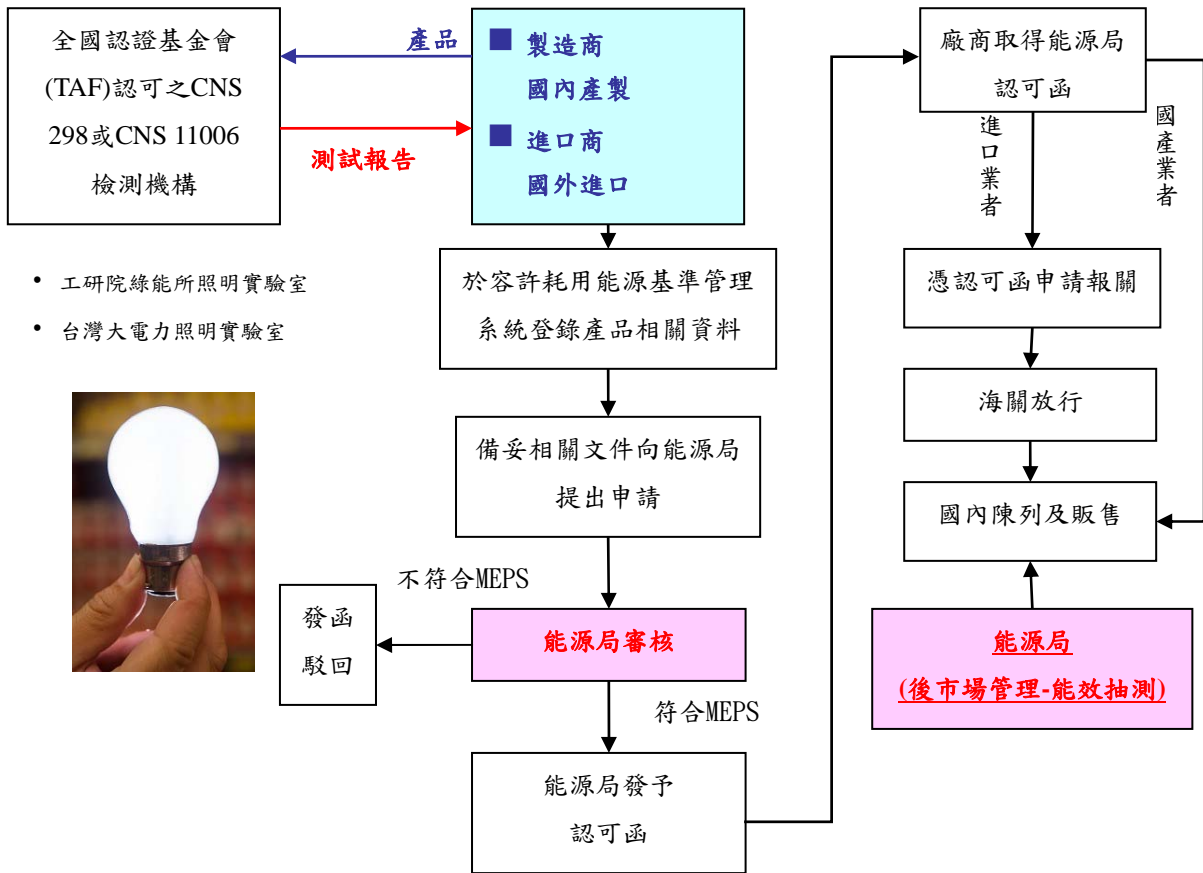 全國認證基金會
(TAF)認可之CNS
298或CNS 11006
檢測機構
產品
測試報告
■ 製造商
國內產製
■ 進口商
國外進口
• 工研院綠能所照明實驗室
• 台灣大電力照明實驗室
於容許耗用能源基準管理
系統登錄產品相關資料
備妥相關文件向能源局
提出申請
不符合MEPS
發函
駁回
能源局審核
符合MEPS
能源局發予
認可函
廠商取得能源局
認可函
進口業者
國產業者
憑認可函申請報關
海關放行
國內陳列及販售
能源局
(後市場管理-能效抽測)